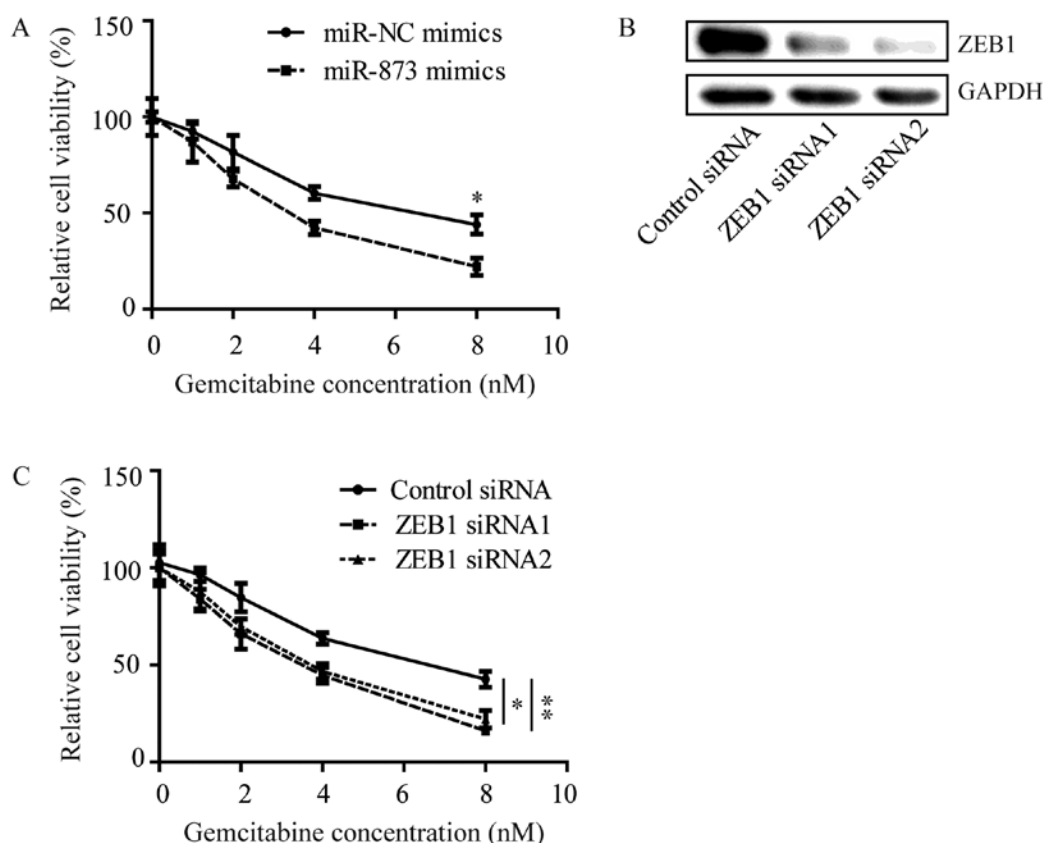 A
150
100
50
0
Relative cell viability (%)
miR-NC mimics
miR-873 mimics
*
0 2 4 6 8 10
Gemcitabine concentration (nM)
B
ZEB1
GAPDH
Control siRNA
ZEB1 siRNA1
ZEB1 siRNA2
C
150
100
50
0
Relative cell viability (%)
Control siRNA
ZEB1 siRNA1
ZEB1 siRNA2
*
**
0 2 4 6 8 10
Gemcitabine concentration (nM)